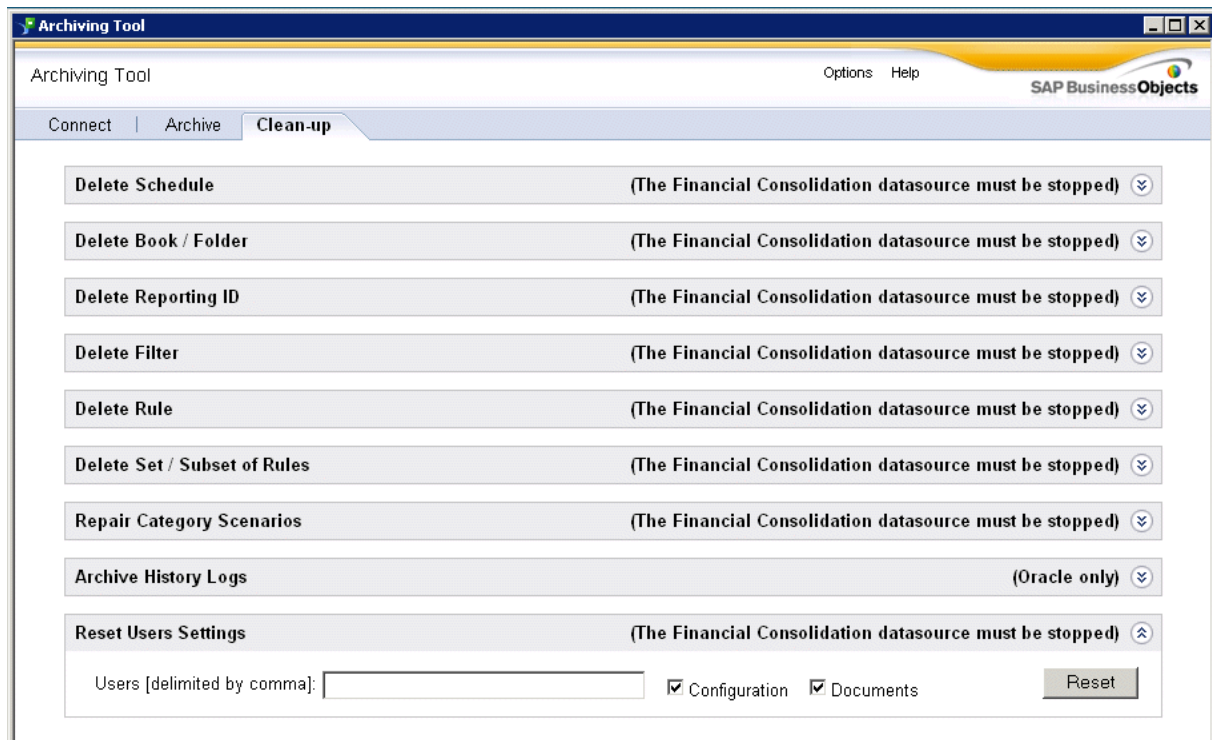 Archiving Tool
Archiving Tool
Options Help
SAP BusinessObjects
Connect | Archive Clean-up
Delete Schedule (The Financial Consolidation datasource must be stopped)
Delete Book / Folder (The Financial Consolidation datasource must be stopped)
Delete Reporting ID (The Financial Consolidation datasource must be stopped)
Delete Filter (The Financial Consolidation datasource must be stopped)
Delete Rule (The Financial Consolidation datasource must be stopped)
Delete Set / Subset of Rules (The Financial Consolidation datasource must be stopped)
Repair Category Scenarios (The Financial Consolidation datasource must be stopped)
Archive History Logs (Oracle only)
Reset Users Settings (The Financial Consolidation datasource must be stopped)
Users [delimited by comma]: Configuration Documents Reset